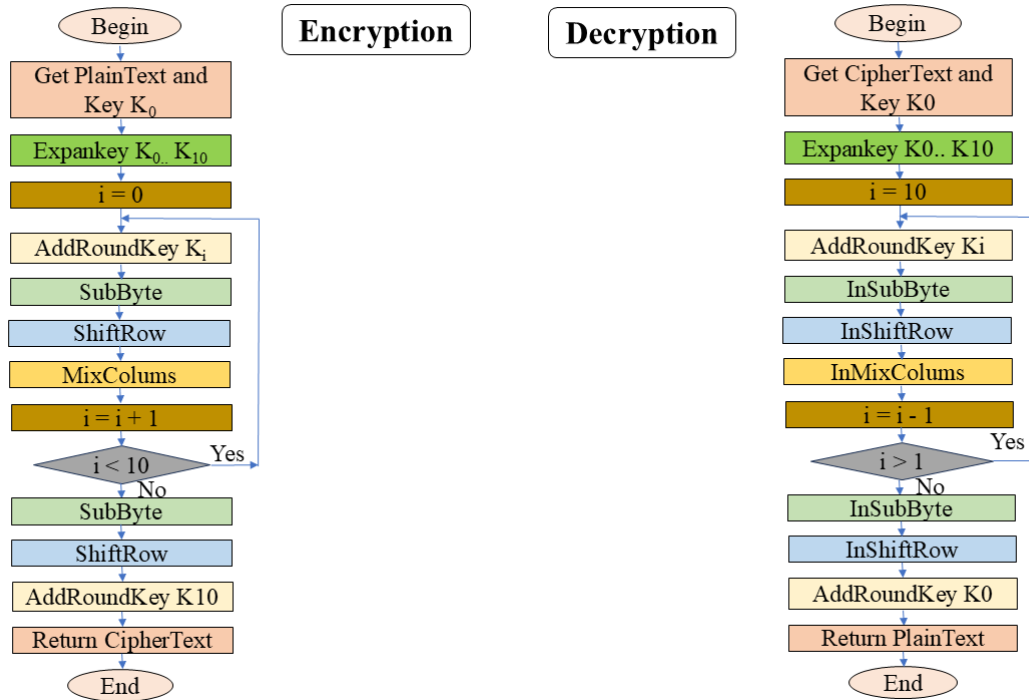 Encryption
Begin
Get PlainText and
Key K₀
Expankey K₀.. K₁₀
i = 0
AddRoundKey Kᵢ
SubByte
ShiftRow
MixColums
i = i + 1
i < 10
Yes
No
SubByte
ShiftRow
AddRoundKey K10
Return CipherText
End
Decryption
Begin
Get CipherText and
Key K0
Expankey K0.. K10
i = 10
AddRoundKey Ki
InSubByte
InShiftRow
InMixColums
i = i - 1
i > 1
Yes
No
InSubByte
InShiftRow
AddRoundKey K0
Return PlainText
End